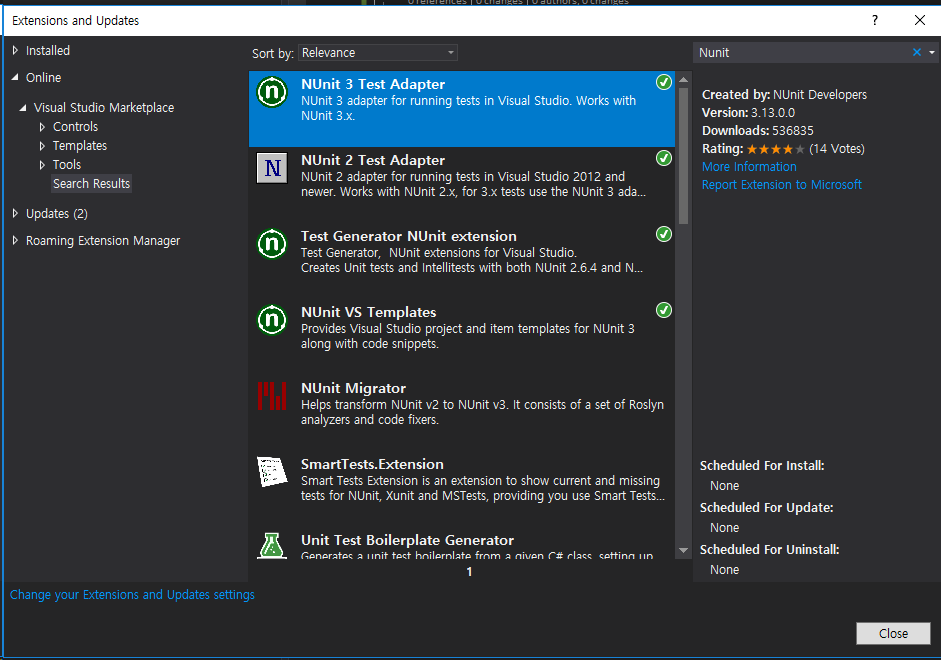 0 references | 0 changes | 0 authors, 0 changes
Extensions and Updates
?
Installed
Online
Visual Studio Marketplace
Controls
Templates
Tools
Search Results
Updates (2)
Roaming Extension Manager
Sort by: Relevance
NUnit 3 Test Adapter
NUnit 3 adapter for running tests in Visual Studio. Works with
NUnit 3.x.
NUnit 2 Test Adapter
NUnit 2 adapter for running tests in Visual Studio 2012 and
newer. Works with NUnit 2.x, for 3.x tests use the NUnit 3 ada...
Test Generator NUnit extension
Test Generator, NUnit extensions for Visual Studio.
Creates Unit tests and Intellitests with both NUnit 2.6.4 and N...
NUnit VS Templates
Provides Visual Studio project and item templates for NUnit 3
along with code snippets.
NUnit Migrator
Helps transform NUnit v2 to NUnit v3. It consists of a set of Roslyn
analyzers and code fixers.
SmartTests.Extension
Smart Tests Extension is an extension to show current and missing
tests for NUnit, Xunit and MSTests, providing you use Smart Tests...
Unit Test Boilerplate Generator
Generates a unit test boilerplate from a given C# class, setting up
1
Nunit
Created by: NUnit Developers
Version: 3.13.0.0
Downloads: 536835
Rating: (14 Votes)
More Information
Report Extension to Microsoft
Scheduled For Install:
None
Scheduled For Update:
None
Scheduled For Uninstall:
None
Change your Extensions and Updates settings
Close